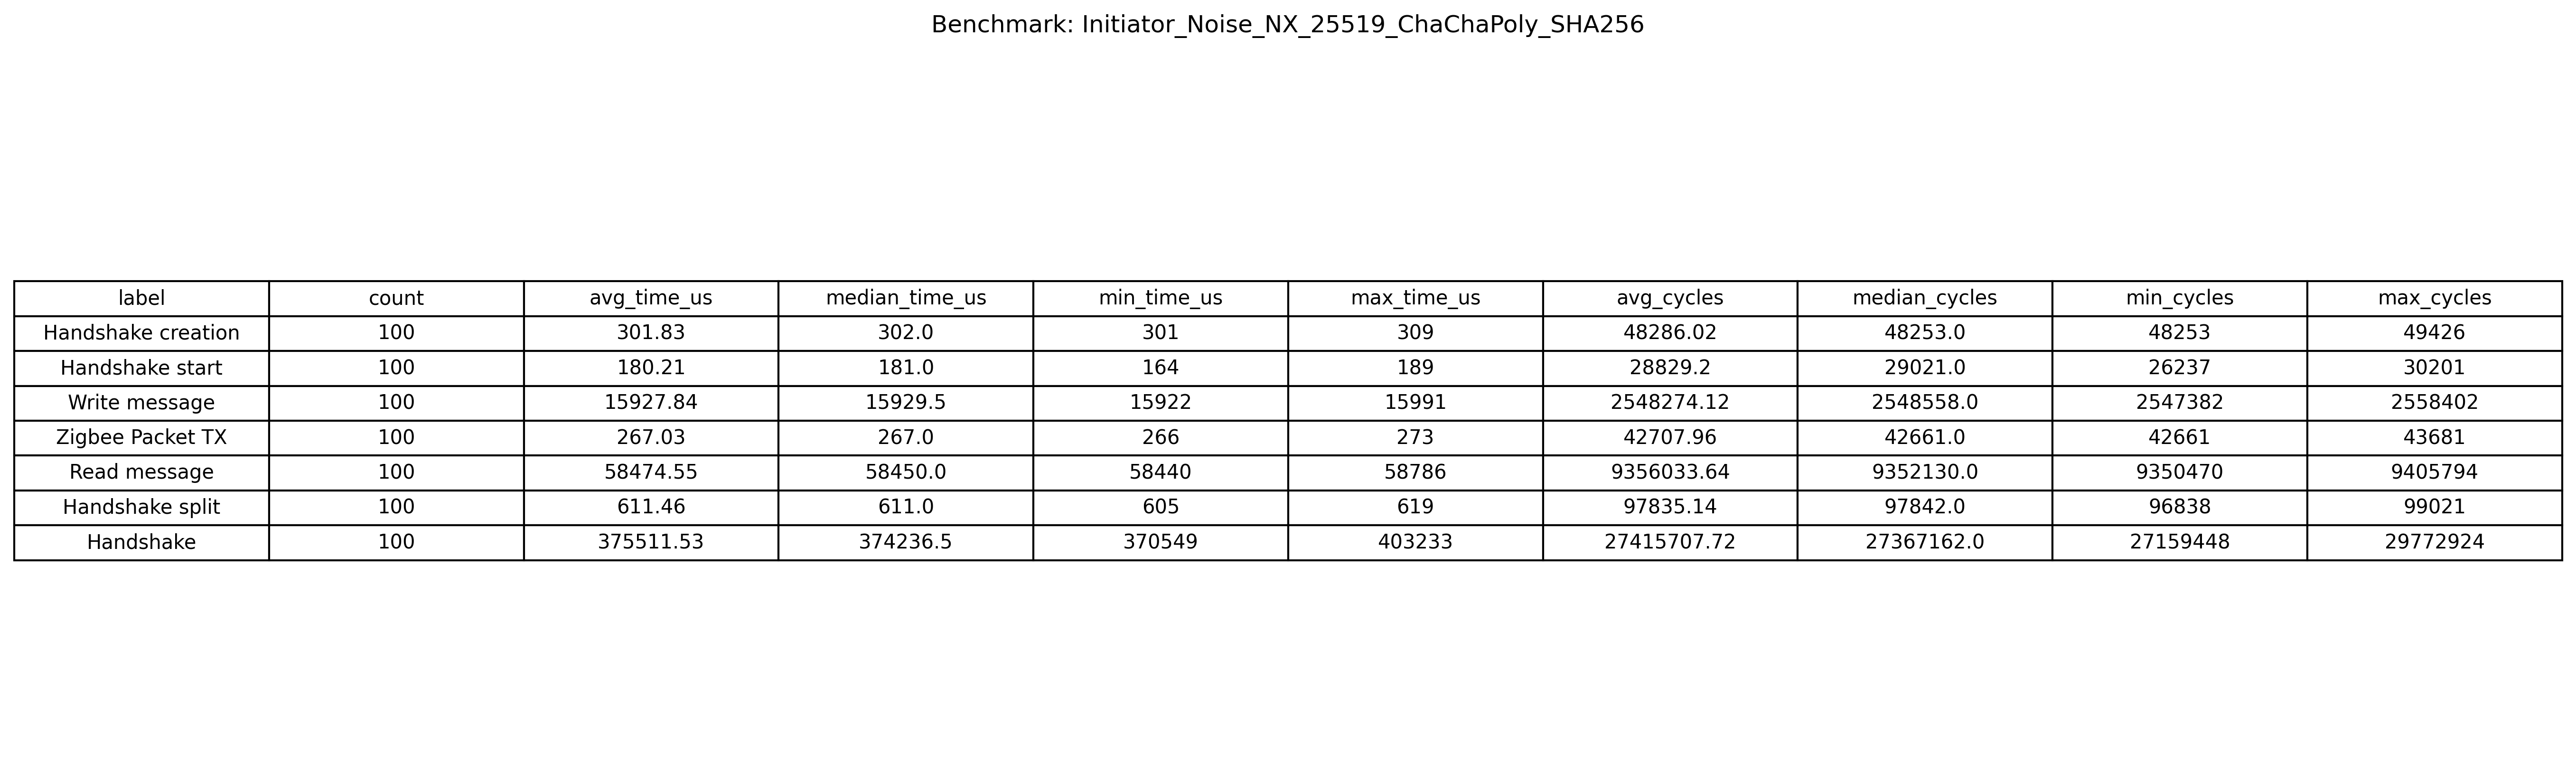 Benchmark: Initiator_Noise_NX_25519_ChaChaPoly_SHA256
label count avg_time_us median_time_us min_time_us max_time_us avg_cycles median_cycles min_cycles max_cycles
Handshake creation 100 301.83 302.0 301 309 48286.02 48253.0 48253 49426
Handshake start 100 180.21 181.0 164 189 28829.2 29021.0 26237 30201
Write message 100 15927.84 15929.5 15922 15991 2548274.12 2548558.0 2547382 2558402
Zigbee Packet TX 100 267.03 267.0 266 273 42707.96 42661.0 42661 43681
Read message 100 58474.55 58450.0 58440 58786 9356033.64 9352130.0 9350470 9405794
Handshake split 100 611.46 611.0 605 619 97835.14 97842.0 96838 99021
Handshake 100 375511.53 374236.5 370549 403233 27415707.72 27367162.0 27159448 29772924